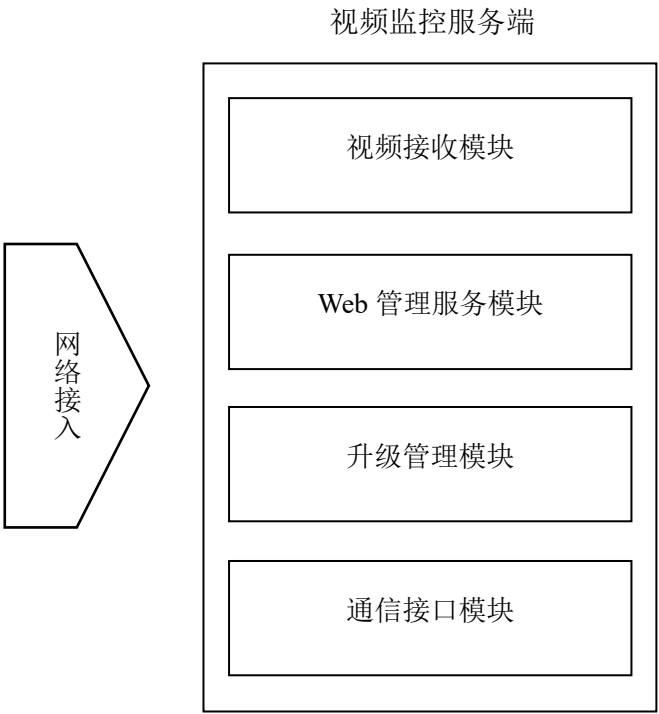 视频监控服务端
视频接收模块
Web 管理服务模块
网络接入
升级管理模块
通信接口模块